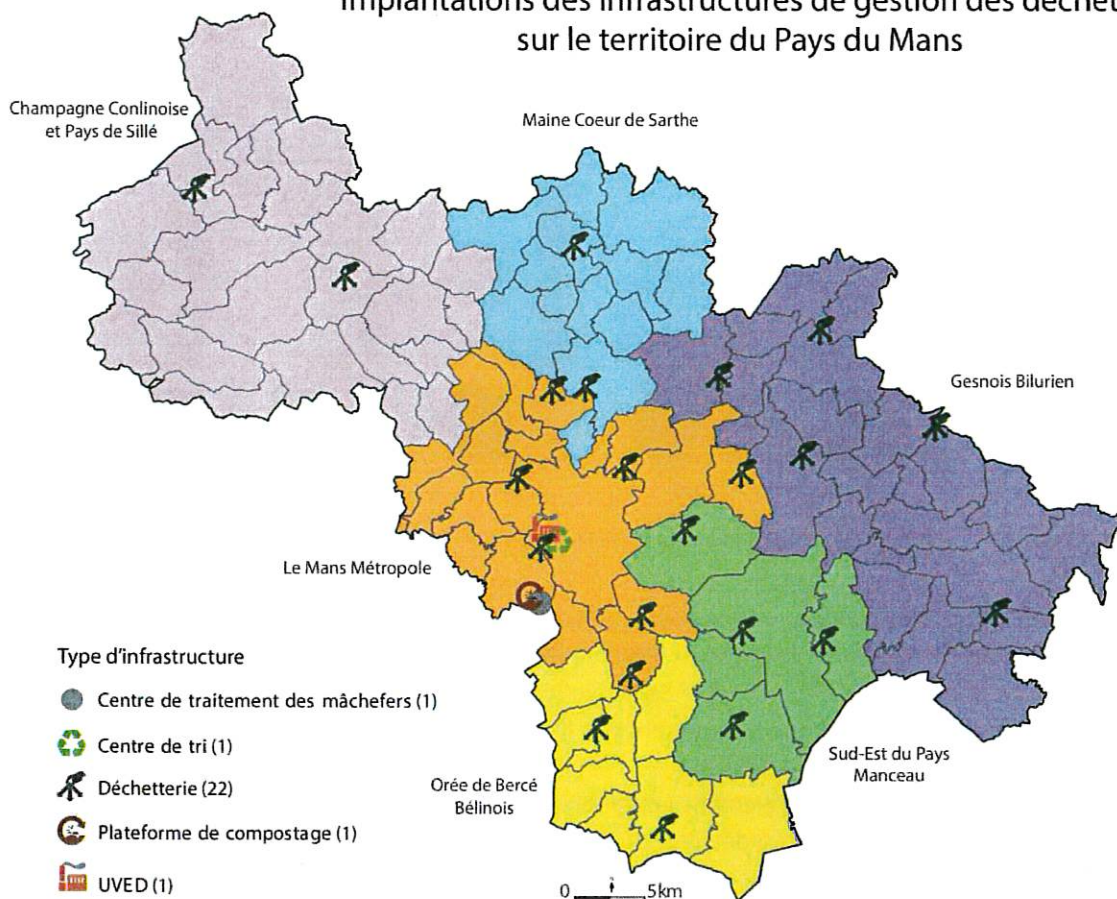 Implantations des infrastructures de gestion des déchet
sur le territoire du Pays du Mans
Champagne Conlinoise
et Pays de Sillé
Maine Coeur de Sarthe
Gesnois Bilurien
Le Mans Métropole
Type d'infrastructure
Centre de traitement des mâchefers (1)
Centre de tri (1)
Déchetterie (22)
Plateforme de compostage (1)
UVED (1)
Orée de Bercé
Bélinois
Sud-Est du Pays
Manceau
0 5km